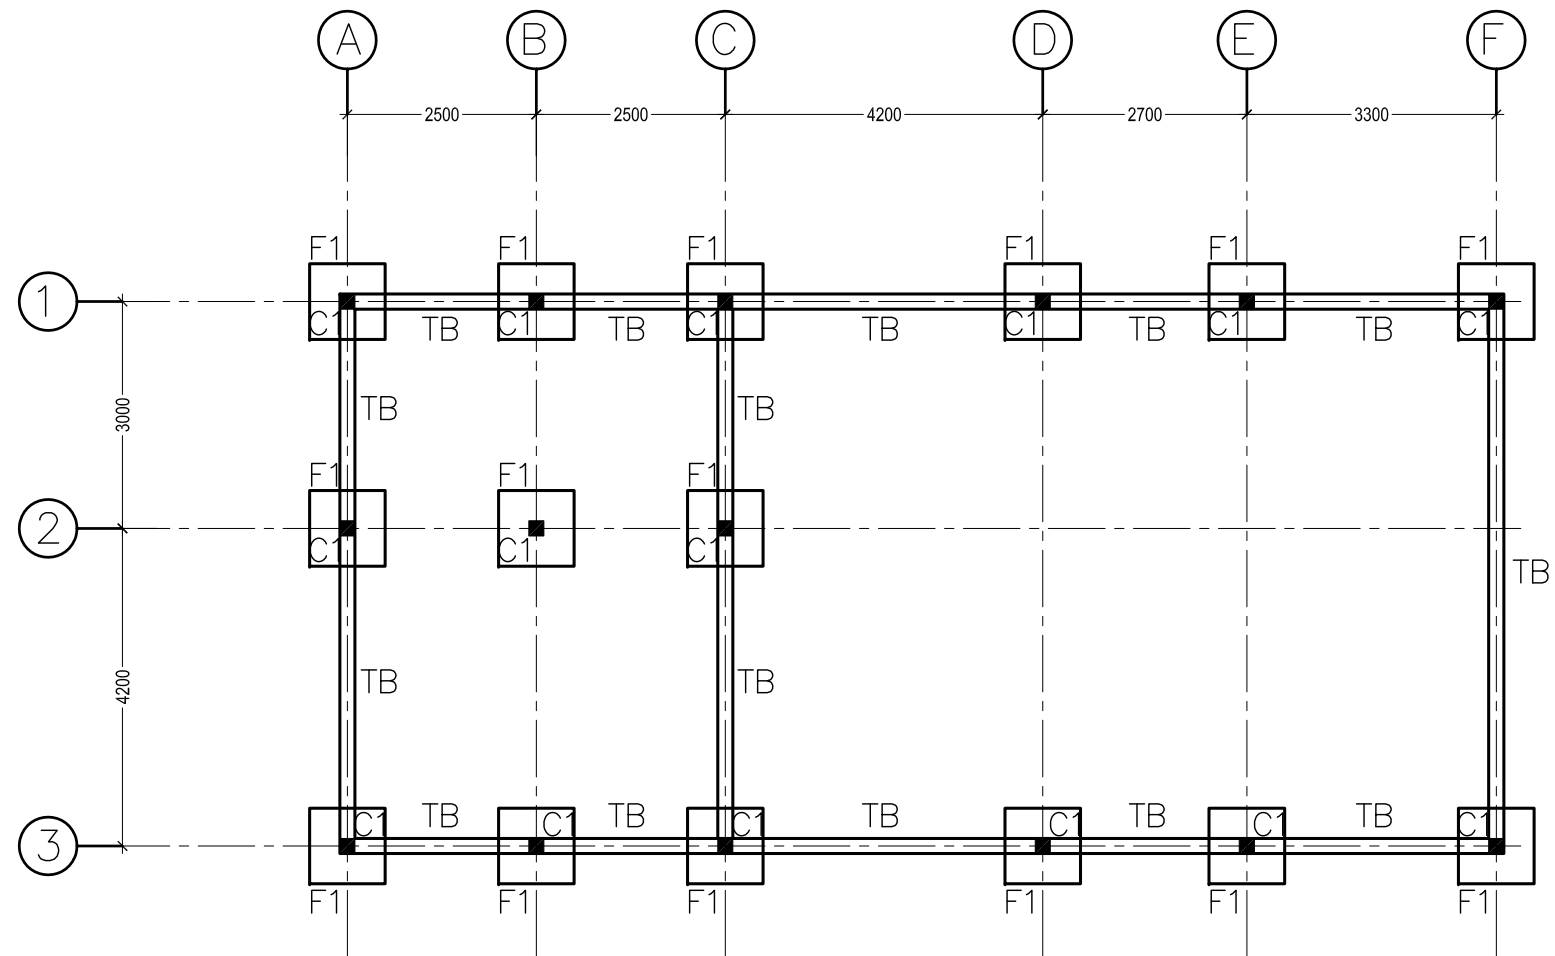 A B C D E F
2500 2500 4200 2700 3300
F1 F1 F1 F1 F1 F1
1
C1 C1 C1 C1 C1 C1
TB TB TB TB TB
3000
TB TB
F1 F1 F1
2
C1 C1 C1
TB
4200
TB TB
TB TB TB TB TB
C1 C1 C1 C1 C1 C1
3
F1 F1 F1 F1 F1 F1